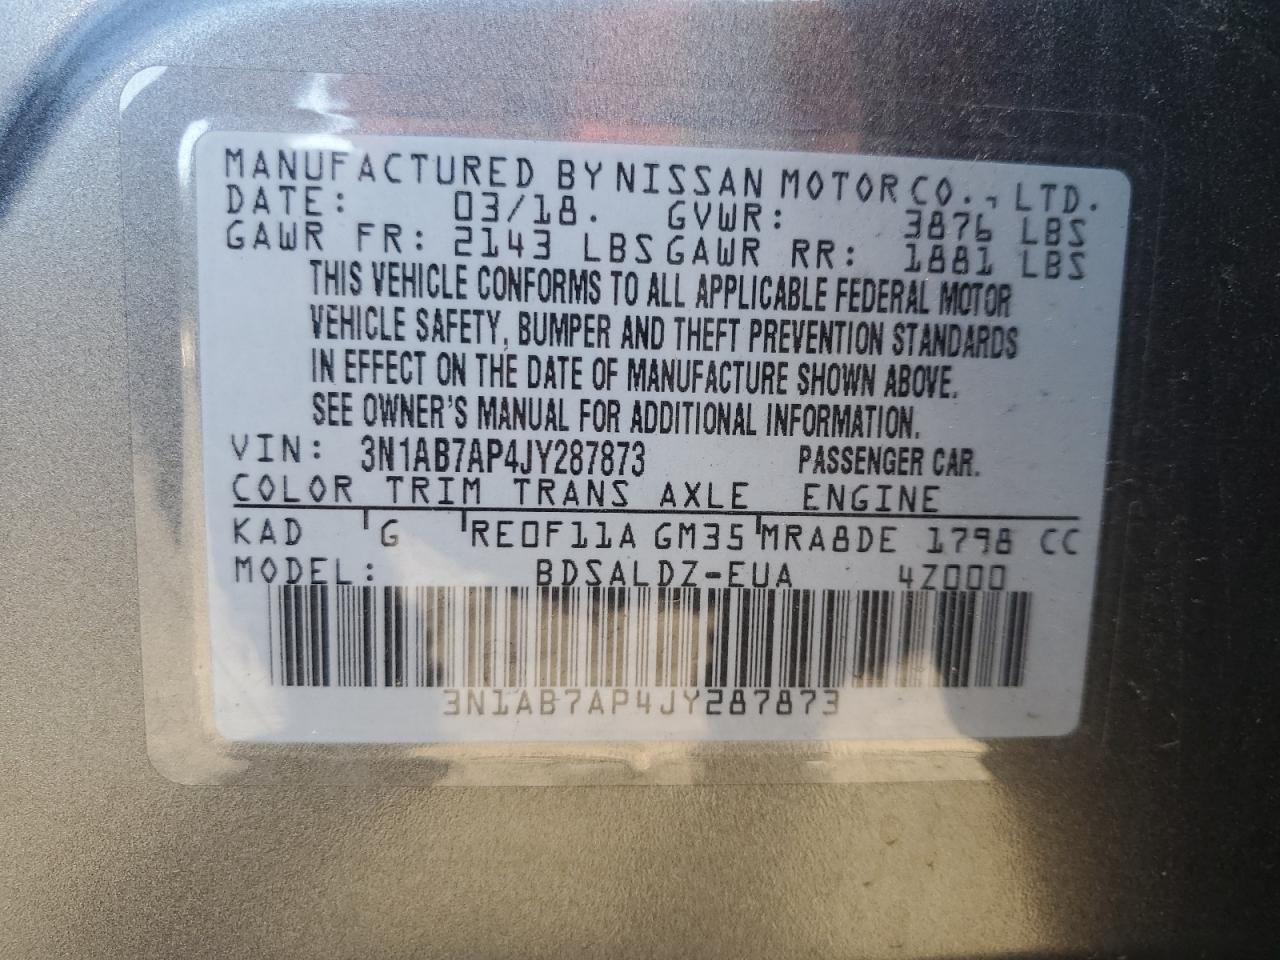 MANUFACTURED BY NISSAN MOTOR CO., LTD.
DATE: 03/18. GVWR: 3876 LBS
GAWR FR: 2143 LBS GAWR RR: 1881 LBS
THIS VEHICLE CONFORMS TO ALL APPLICABLE FEDERAL MOTOR
VEHICLE SAFETY, BUMPER AND THEFT PREVENTION STANDARDS
IN EFFECT ON THE DATE OF MANUFACTURE SHOWN ABOVE.
SEE OWNER'S MANUAL FOR ADDITIONAL INFORMATION.
VIN: 3N1AB7AP4JY287873 PASSENGER CAR.
COLOR TRIM TRANS AXLE ENGINE
KAD G RE0F11A GM35 MRA8DE 1798 CC
MODEL: BDSALDZ-EUA 4Z000
3N1AB7AP4JY287873